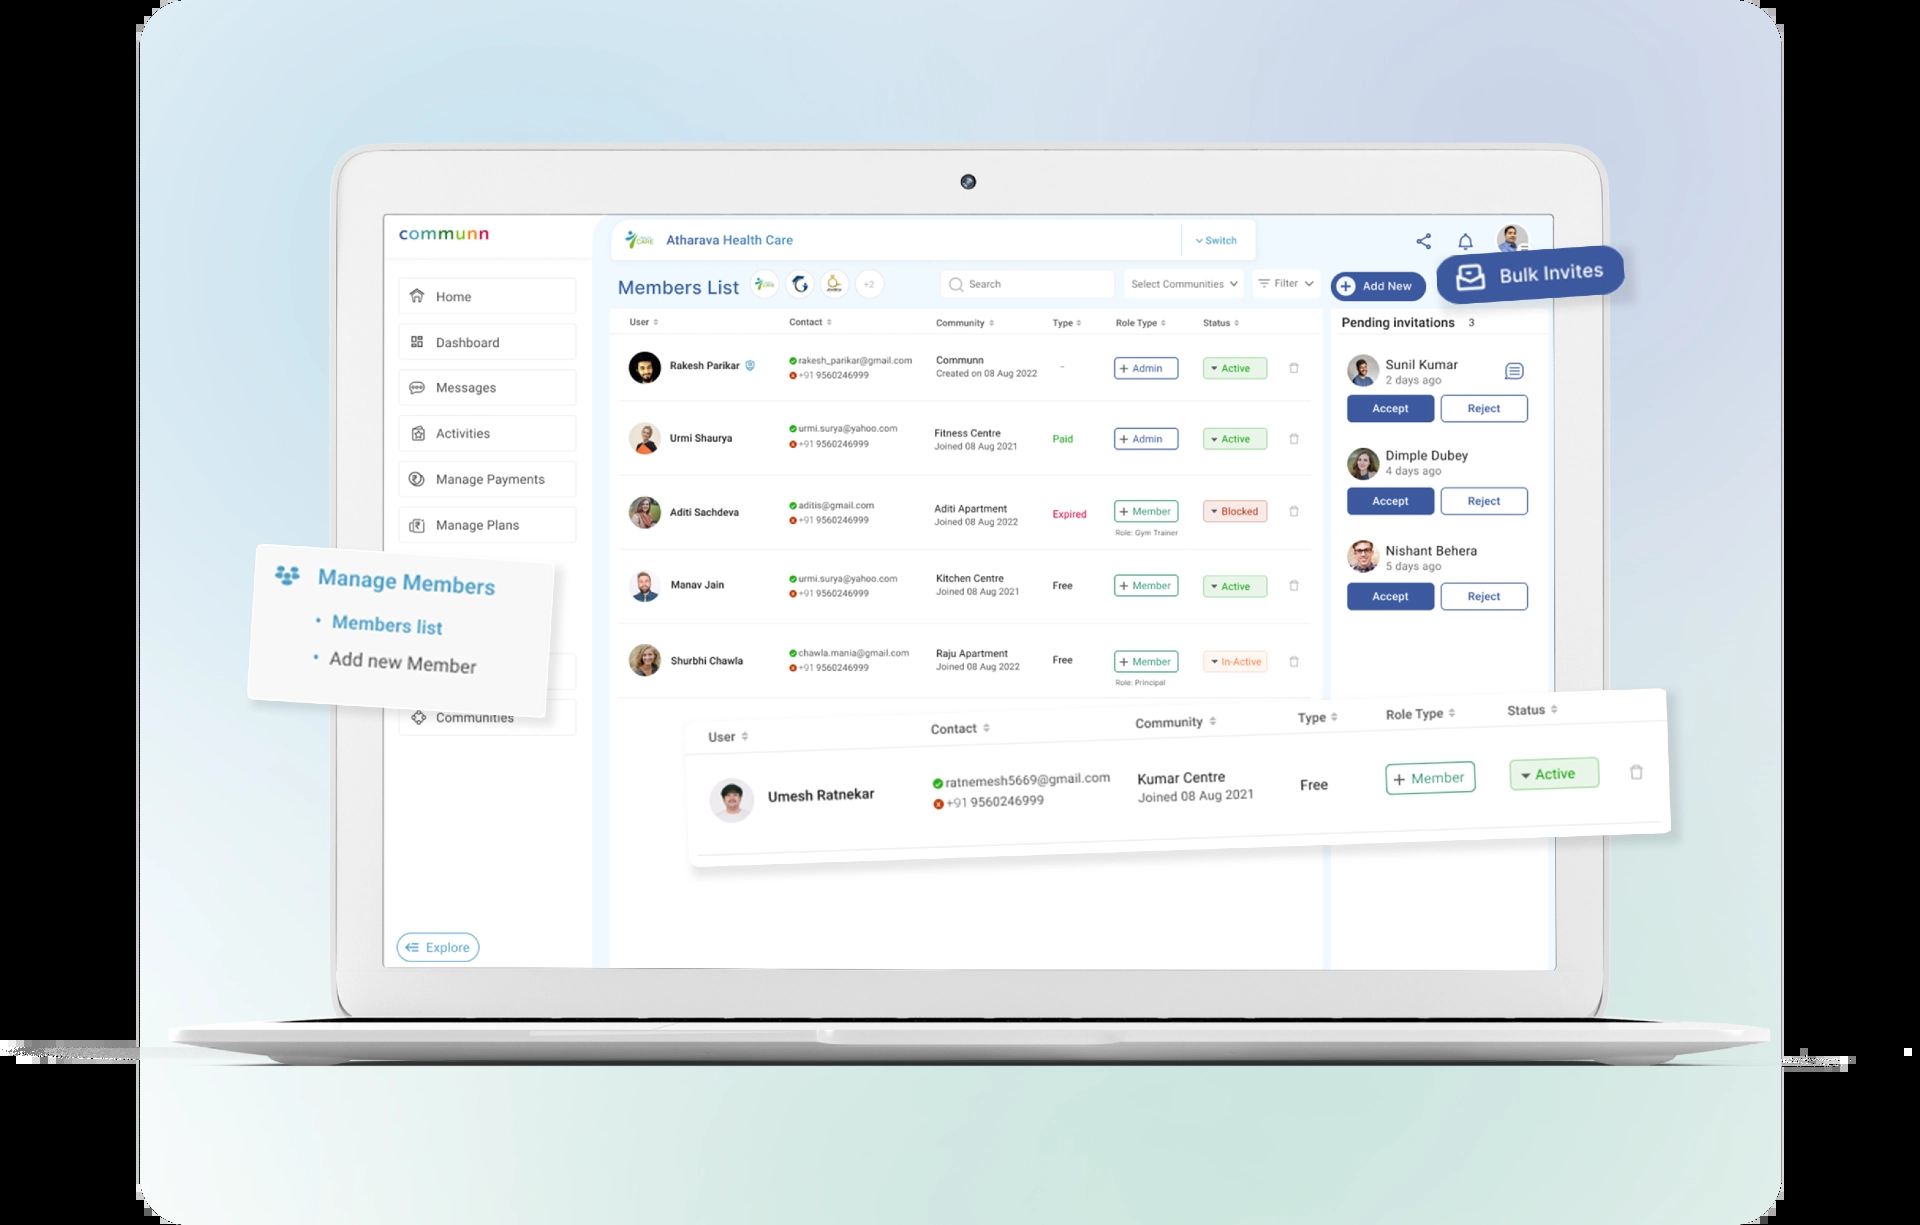 communn
Atharava Health Care
Switch
Home
Dashboard
Messages
Activities
Manage Payments
Manage Plans
Manage Members
• Members list
• Add new Member
Communities
Explore
Members List
+2
Search
Select Communities
Filter
Add New
Bulk Invites
User Contact Community Type Role Type Status
Rakesh Parikar rakesh_parikar@gmail.com Communn - + Admin Active
+91 9560246999 Created on 08 Aug 2022
Urmi Shaurya urmi.surya@yahoo.com Fitness Centre Paid + Admin Active
+91 9560246999 Joined 08 Aug 2021
Aditi Sachdeva aditis@gmail.com Aditi Apartment Expired + Member Blocked
+91 9560246999 Joined 08 Aug 2022 Role: Gym Trainer
Manav Jain urmi.surya@yahoo.com Kitchen Centre Free + Member Active
+91 9560246999 Joined 08 Aug 2021
Shurbhi Chawla chawla.mania@gmail.com Raju Apartment Free + Member In-Active
+91 9560246999 Joined 08 Aug 2022 Role: Principal
User Contact Community Type Role Type Status
Umesh Ratnekar ratnemesh5669@gmail.com Kumar Centre Free + Member Active
+91 9560246999 Joined 08 Aug 2021
Pending invitations 3
Sunil Kumar
2 days ago
Accept Reject
Dimple Dubey
4 days ago
Accept Reject
Nishant Behera
5 days ago
Accept Reject